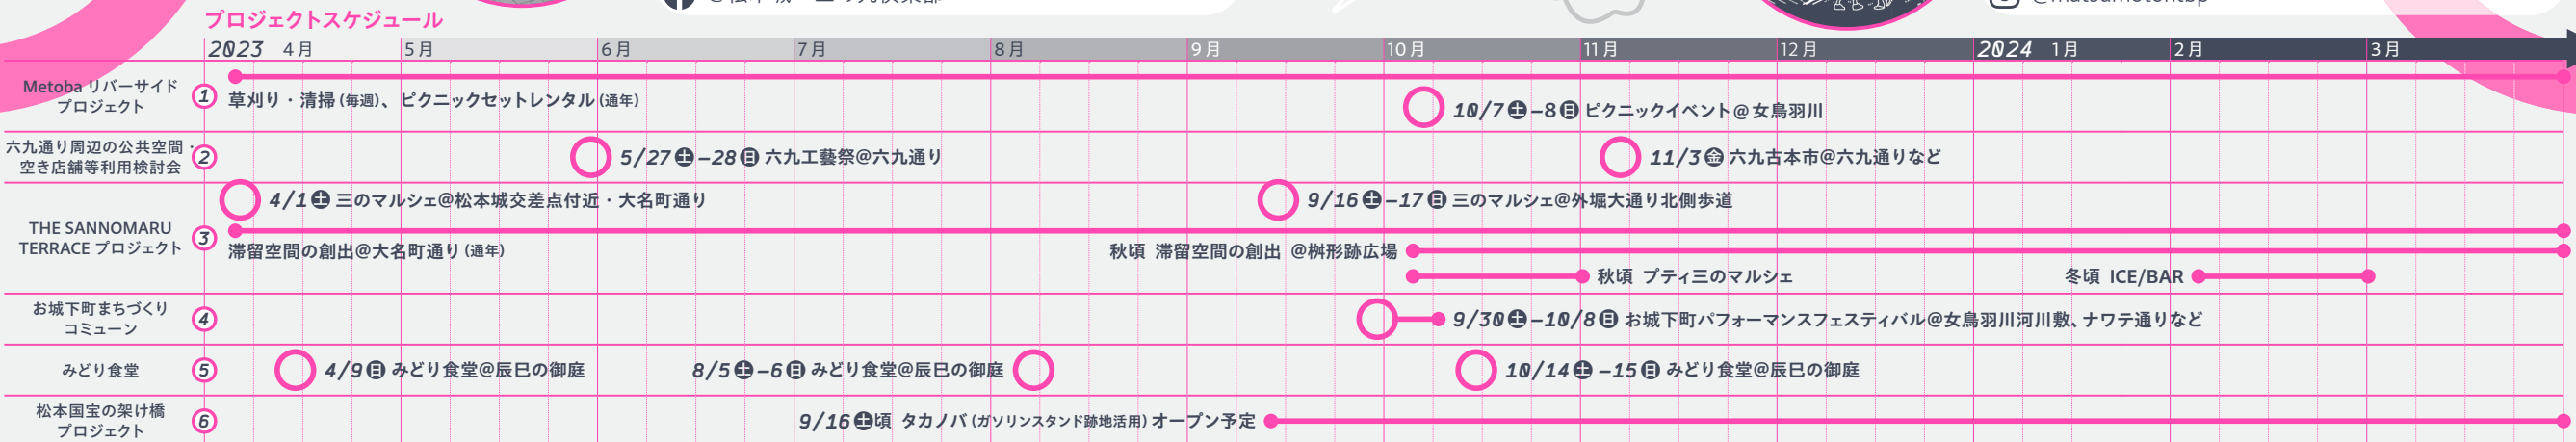 プロジェクトスケジュール
2023 4月 5月 6月 7月 8月 9月 10月 11月 12月 2024 1月 2月 3月
Metoba リバーサイド
プロジェクト
1
草刈り・清掃(毎週)、ピクニックセットレンタル(通年)
10/7土–8日 ピクニックイベント@女鳥羽川
六九通り周辺の公共空間・
空き店舗等利用検討会
2
5/27土–28日 六九工藝祭@六九通り
11/3金 六九古本市@六九通りなど
THE SANNOMARU
TERRACE プロジェクト
3
4/1土 三のマルシェ@松本城交差点付近・大名町通り
9/16土–17日 三のマルシェ@外堀大通り北側歩道
滞留空間の創出@大名町通り(通年)
秋頃 滞留空間の創出 @桝形跡広場
秋頃 プティ三のマルシェ
冬頃 ICE/BAR
お城下町まちづくり
コミューン
4
9/30土–10/8日 お城下町パフォーマンスフェスティバル@女鳥羽川河川敷、ナワテ通りなど
みどり食堂
5
4/9日 みどり食堂@辰巳の御庭
8/5土–6日 みどり食堂@辰巳の御庭
10/14土–15日 みどり食堂@辰巳の御庭
松本国宝の架け橋
プロジェクト
6
9/16土頃 タカノバ(ガソリンスタンド跡地活用)オープン予定